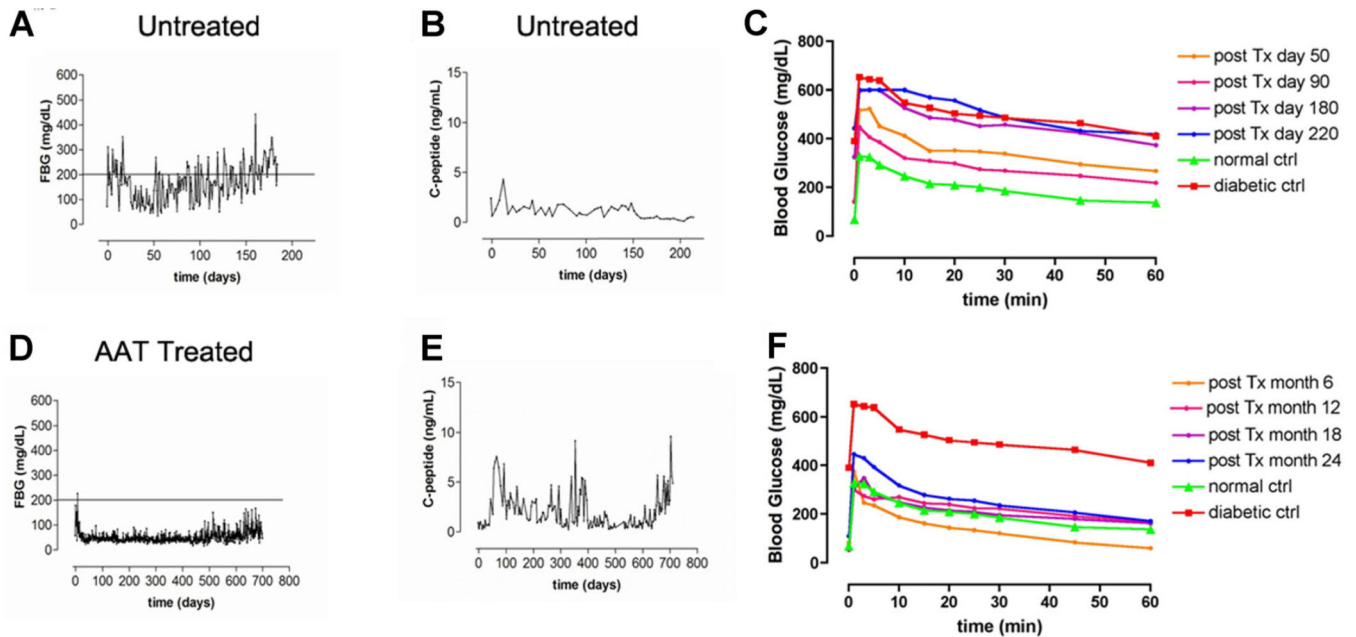 A
Untreated
FBG (mg/dL)
600
500
400
300
200
100
0
0 50 100 150 200
time (days)
B
Untreated
C-peptide (ng/mL)
15
10
5
0
0 50 100 150 200
time (days)
C
Blood Glucose (mg/dL)
800
600
400
200
0
0 10 20 30 40 50 60
time (min)
post Tx day 50
post Tx day 90
post Tx day 180
post Tx day 220
normal ctrl
diabetic ctrl
D
AAT Treated
FBG (mg/dL)
600
500
400
300
200
100
0
0 100 200 300 400 500 600 700 800
time (days)
E
C-peptide (ng/mL)
15
10
5
0
0 100 200 300 400 500 600 700 800
time (days)
F
Blood Glucose (mg/dL)
800
600
400
200
0
0 10 20 30 40 50 60
time (min)
post Tx month 6
post Tx month 12
post Tx month 18
post Tx month 24
normal ctrl
diabetic ctrl